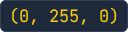 (0, 255, 0)